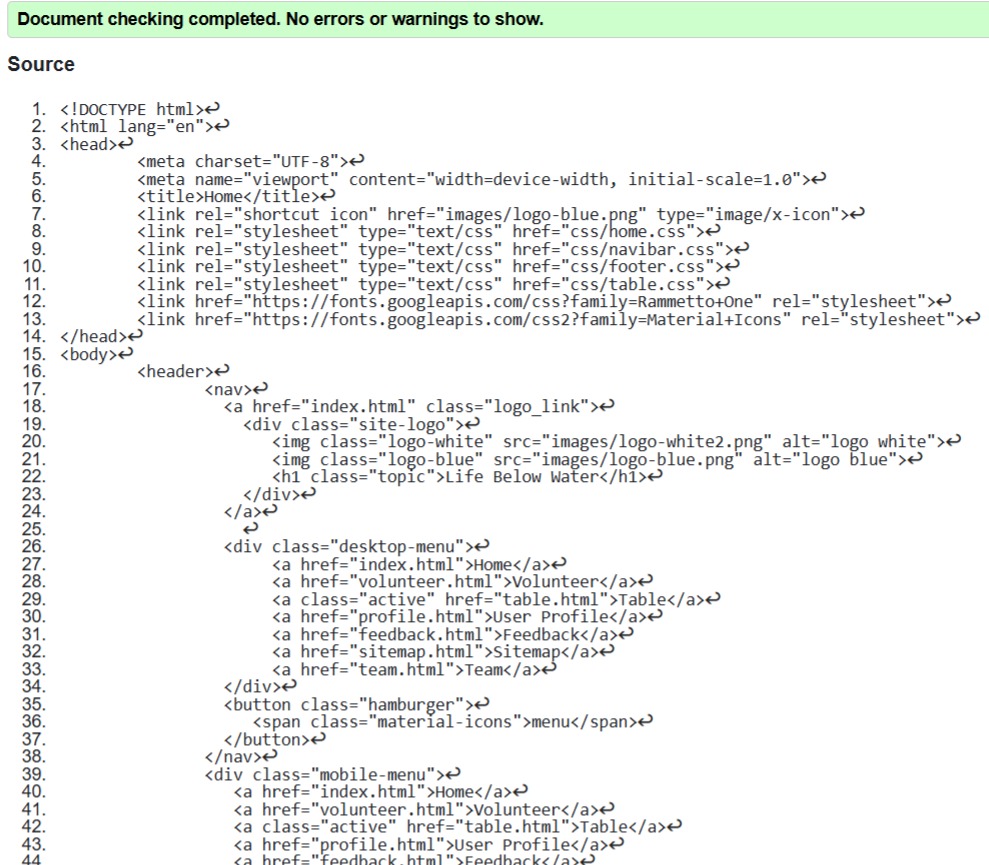 Document checking completed. No errors or warnings to show.
Source
1. <!DOCTYPE html>↩
2. <html lang="en">↩
3. <head>↩
4. <meta charset="UTF-8">↩
5. <meta name="viewport" content="width=device-width, initial-scale=1.0">↩
6. <title>Home</title>↩
7. <link rel="shortcut icon" href="images/logo-blue.png" type="image/x-icon">↩
8. <link rel="stylesheet" type="text/css" href="css/home.css">↩
9. <link rel="stylesheet" type="text/css" href="css/navibar.css">↩
10. <link rel="stylesheet" type="text/css" href="css/footer.css">↩
11. <link rel="stylesheet" type="text/css" href="css/table.css">↩
12. <link href="https://fonts.googleapis.com/css?family=Rammetto+One" rel="stylesheet">↩
13. <link href="https://fonts.googleapis.com/css2?family=Material+Icons" rel="stylesheet">↩
14. </head>↩
15. <body>↩
16. <header>↩
17. <nav>↩
18. <a href="index.html" class="logo_link">↩
19. <div class="site-logo">↩
20. <img class="logo-white" src="images/logo-white2.png" alt="logo white">↩
21. <img class="logo-blue" src="images/logo-blue.png" alt="logo blue">↩
22. <h1 class="topic">Life Below Water</h1>↩
23. </div>↩
24. </a>↩
25. ↩
26. <div class="desktop-menu">↩
27. <a href="index.html">Home</a>↩
28. <a href="volunteer.html">Volunteer</a>↩
29. <a class="active" href="table.html">Table</a>↩
30. <a href="profile.html">User Profile</a>↩
31. <a href="feedback.html">Feedback</a>↩
32. <a href="sitemap.html">Sitemap</a>↩
33. <a href="team.html">Team</a>↩
34. </div>↩
35. <button class="hamburger">↩
36. <span class="material-icons">menu</span>↩
37. </button>↩
38. </nav>↩
39. <div class="mobile-menu">↩
40. <a href="index.html">Home</a>↩
41. <a href="volunteer.html">Volunteer</a>↩
42. <a class="active" href="table.html">Table</a>↩
43. <a href="profile.html">User Profile</a>↩
44. <a href="feedback.html">Feedback</a>↩